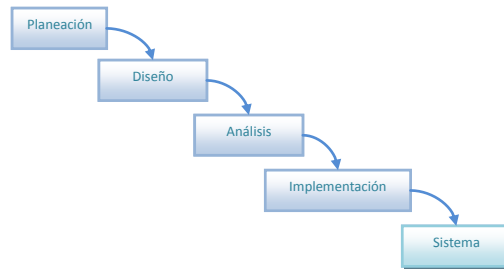 Planeación
Diseño
Análisis
Implementación
Sistema